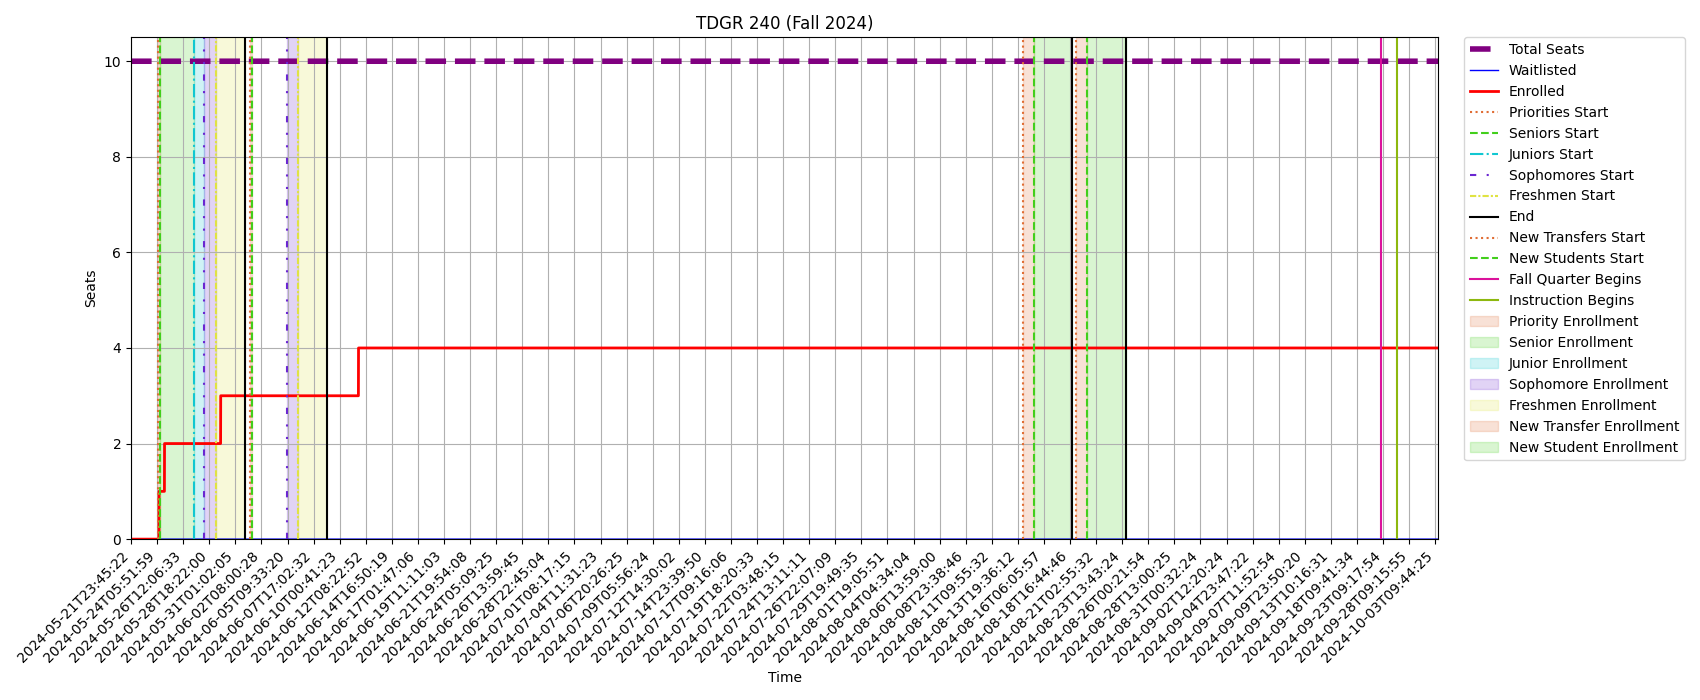 TDGR 240 (Fall 2024)
Seats
10
8
6
4
2
0
2024-05-21T23:45:22
2024-05-24T05:51:59
2024-05-26T12:06:33
2024-05-28T18:22:00
2024-05-31T01:02:05
2024-06-02T08:00:28
2024-06-05T09:33:20
2024-06-07T17:02:32
2024-06-10T00:41:23
2024-06-12T08:22:52
2024-06-14T16:50:19
2024-06-17T01:47:06
2024-06-19T11:11:03
2024-06-21T19:54:08
2024-06-24T05:09:25
2024-06-26T13:59:45
2024-06-28T22:45:04
2024-07-01T08:17:15
2024-07-04T11:31:23
2024-07-06T20:26:25
2024-07-09T05:56:24
2024-07-12T14:30:02
2024-07-14T23:39:50
2024-07-17T09:16:06
2024-07-19T18:20:33
2024-07-22T03:48:15
2024-07-24T13:11:11
2024-07-26T22:07:09
2024-07-29T19:49:35
2024-08-01T19:05:51
2024-08-04T04:34:04
2024-08-06T13:59:00
2024-08-08T23:38:46
2024-08-11T09:55:32
2024-08-13T19:36:12
2024-08-16T06:05:57
2024-08-18T16:44:46
2024-08-21T02:55:32
2024-08-23T13:43:24
2024-08-26T00:21:54
2024-08-28T13:00:25
2024-08-31T00:32:24
2024-09-02T12:20:24
2024-09-04T23:47:22
2024-09-07T11:52:54
2024-09-09T23:50:20
2024-09-13T10:16:31
2024-09-18T09:41:34
2024-09-23T09:17:54
2024-09-28T09:15:55
2024-10-03T09:44:25
Time
Total Seats
Waitlisted
Enrolled
Priorities Start
Seniors Start
Juniors Start
Sophomores Start
Freshmen Start
End
New Transfers Start
New Students Start
Fall Quarter Begins
Instruction Begins
Priority Enrollment
Senior Enrollment
Junior Enrollment
Sophomore Enrollment
Freshmen Enrollment
New Transfer Enrollment
New Student Enrollment